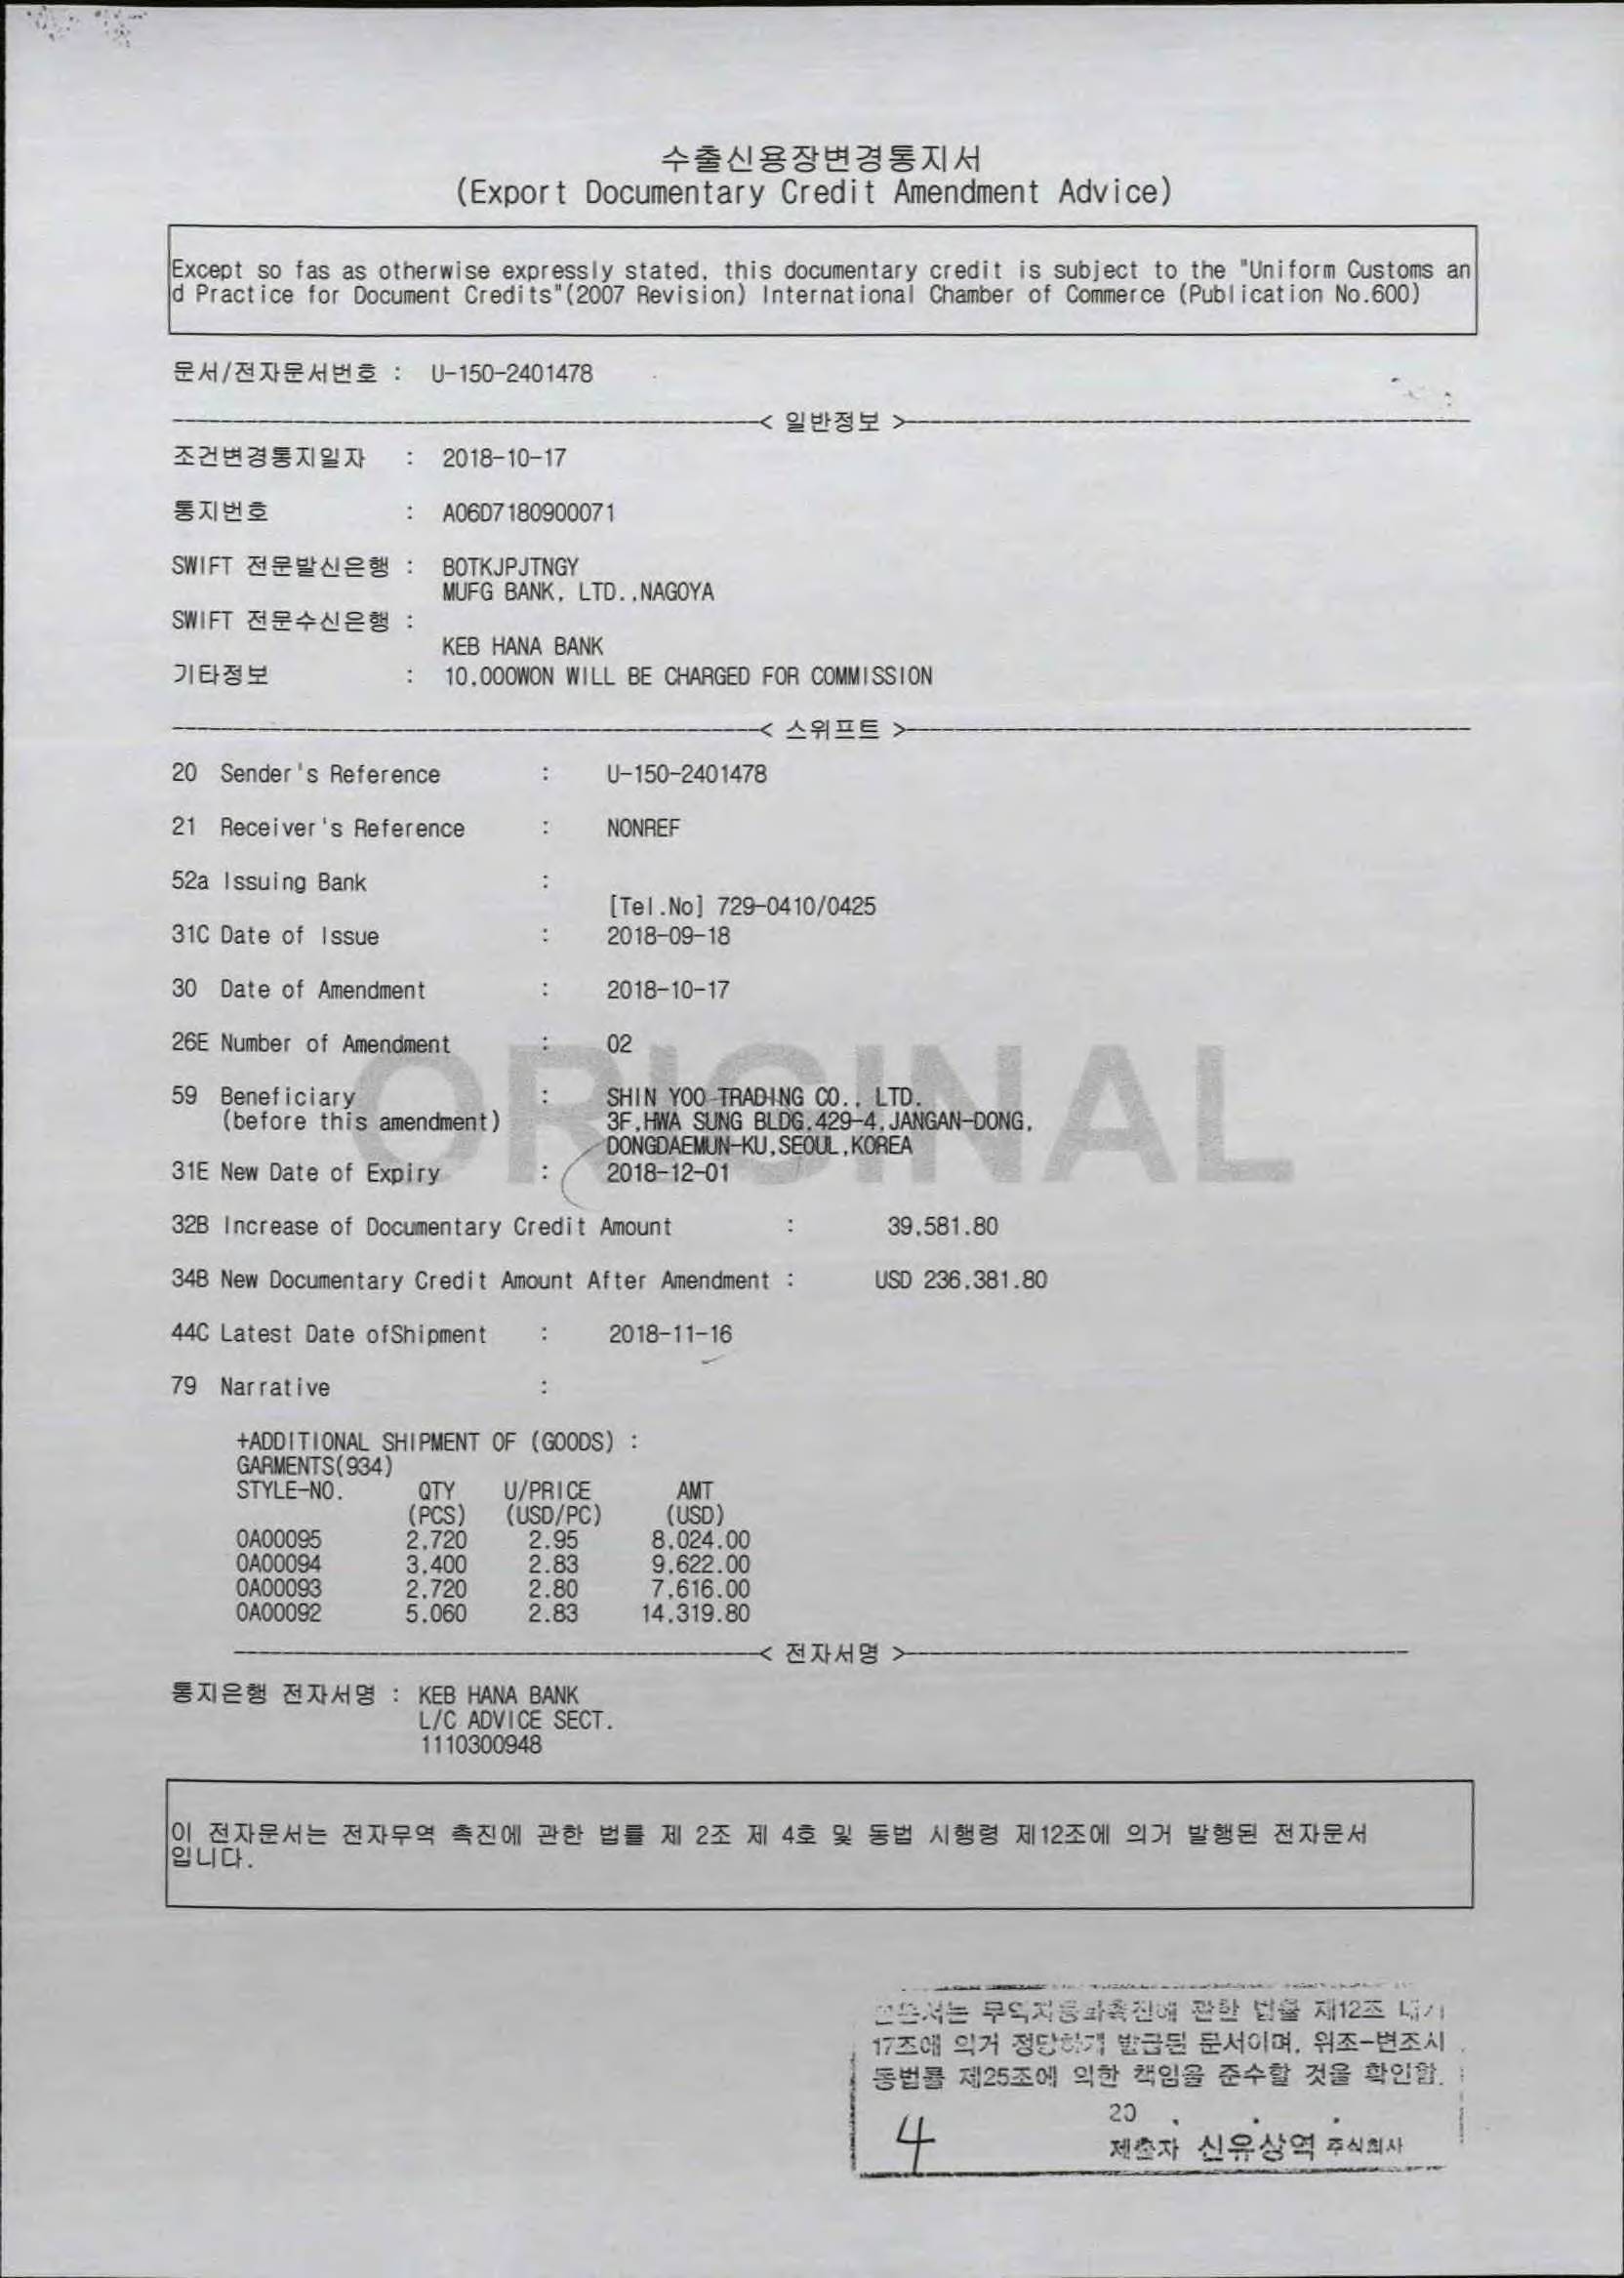 수출신용장변경통지서
(Export Documentary Credit Amendment Advice)
Except so fas as otherwise expressly stated, this documentary credit is subject to the "Uniform Customs an
d Practice for Document Credits"(2007 Revision) International Chamber of Commerce (Publication No.600)
문서/전자문서번호 : U-150-2401478
< 일반정보 >
조건변경통지일자 : 2018-10-17
통지번호 : A06D7180900071
SWIFT 전문발신은행 : BOTKJPJTNGY
MUFG BANK, LTD.,NAGOYA
SWIFT 전문수신은행 :
KEB HANA BANK
기타정보 : 10,000WON WILL BE CHARGED FOR COMMISSION
< 스위프트 >
20 Sender's Reference : U-150-2401478
21 Receiver's Reference : NONREF
52a Issuing Bank :
[Tel.No] 729-0410/0425
31C Date of Issue : 2018-09-18
30 Date of Amendment : 2018-10-17
26E Number of Amendment : 02
ORIGINAL
59 Beneficiary : SHIN YOO TRADING CO., LTD.
(before this amendment) 3F,HWA SUNG BLDG,429-4,JANGAN-DONG,
DONGDAEMUN-KU,SEOUL,KOREA
31E New Date of Expiry : 2018-12-01
32B Increase of Documentary Credit Amount : 39,581.80
34B New Documentary Credit Amount After Amendment : USD 236,381.80
44C Latest Date ofShipment : 2018-11-16
79 Narrative :
+ADDITIONAL SHIPMENT OF (GOODS) :
GARMENTS(934)
STYLE-NO. QTY U/PRICE AMT
(PCS) (USD/PC) (USD)
0A00095 2,720 2.95 8,024.00
0A00094 3,400 2.83 9,622.00
0A00093 2,720 2.80 7,616.00
0A00092 5,060 2.83 14,319.80
< 전자서명 >
통지은행 전자서명 : KEB HANA BANK
L/C ADVICE SECT.
1110300948
이 전자문서는 전자무역 촉진에 관한 법률 제 2조 제 4호 및 동법 시행령 제12조에 의거 발행된 전자문서
입니다.
관한 법률 제12조
17조에 의거 정당하게 발급된 문서이며, 위조-변조시
동법률 제25조에 의한 책임을 준수할 것을 확인함.
20 . . .
4 제출자 신유상역 주식회사